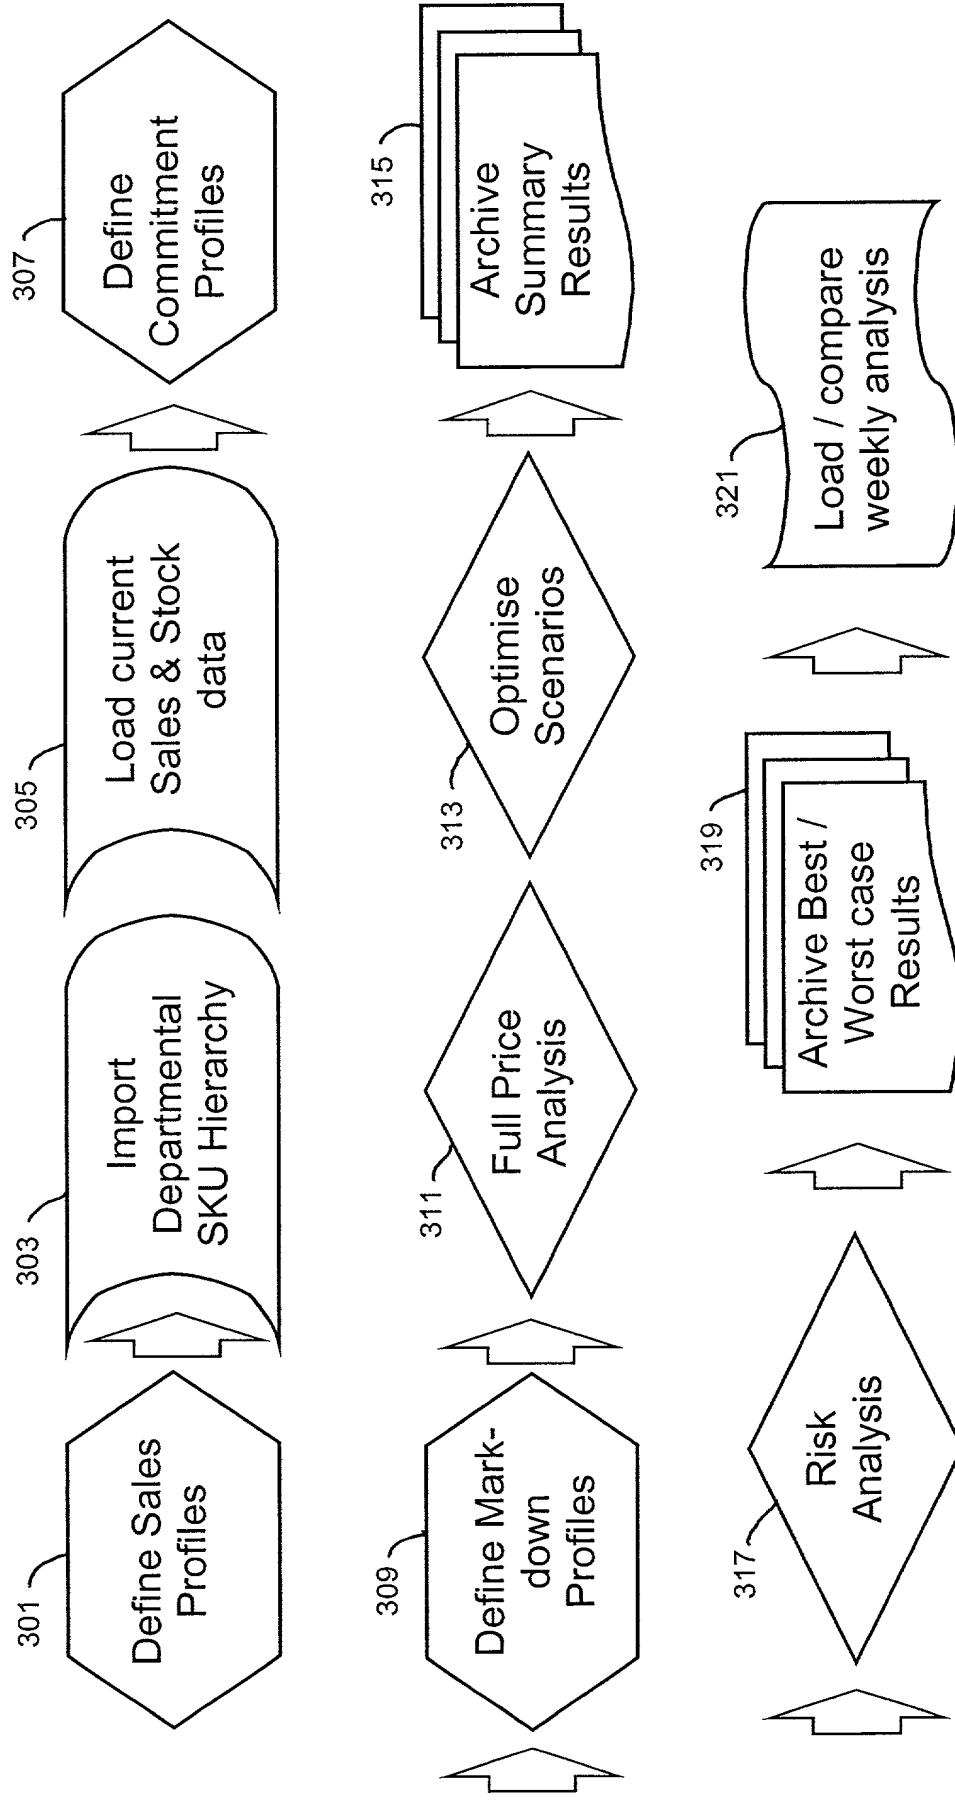 301
Define Sales
Profiles
303
Import
Departmental
SKU Hierarchy
305
Load current
Sales & Stock
data
307
Define
Commitment
Profiles
309
Define Mark-
down
Profiles
311
Full Price
Analysis
313
Optimise
Scenarios
315
Archive
Summary
Results
317
Risk
Analysis
319
Archive Best /
Worst case
Results
321
Load / compare
weekly analysis